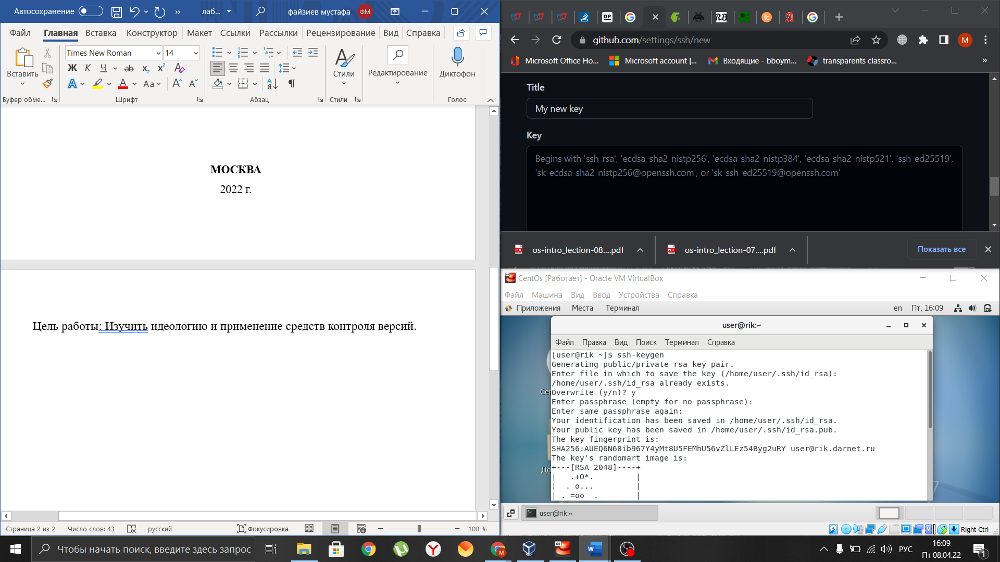 Автосохранение
лаб...
файзиев мустафа
ФМ
Файл Главная Вставка Конструктор Макет Ссылки Рассылки Рецензирование Вид Справка
Вставить
Times New Roman
14
Ж К Ч ab x₂ x²
Aa
Стили
Редактирование
Диктофон
Буфер обме...
Шрифт
Абзац
Стили
Голос
МОСКВА
2022 г.
Цель работы: Изучить идеологию и применение средств контроля версий.
Страница 2 из 2
Число слов: 43
русский
Фокусировка
100 %
github.com/settings/ssh/new
M
Microsoft Office Ho...
Microsoft account |...
Входящие - bboym...
transparents classro...
»
Title
My new key
Key
Begins with 'ssh-rsa', 'ecdsa-sha2-nistp256', 'ecdsa-sha2-nistp384', 'ecdsa-sha2-nistp521', 'ssh-ed25519',
'sk-ecdsa-sha2-nistp256@openssh.com', or 'sk-ssh-ed25519@openssh.com'
os-intro_lection-08....pdf
os-intro_lection-07....pdf
Показать все
CentOs [Работает] - Oracle VM VirtualBox
Файл Машина Вид Ввод Устройства Справка
Приложения Места Терминал
en Пт, 16:09
user@rik:~
Файл Правка Вид Поиск Терминал Справка
[user@rik ~]$ ssh-keygen
Generating public/private rsa key pair.
Enter file in which to save the key (/home/user/.ssh/id_rsa):
/home/user/.ssh/id_rsa already exists.
Overwrite (y/n)? y
Enter passphrase (empty for no passphrase):
Enter same passphrase again:
Your identification has been saved in /home/user/.ssh/id_rsa.
Your public key has been saved in /home/user/.ssh/id_rsa.pub.
The key fingerprint is:
SHA256:AUEQ6N60ib967Y4yMt8U5FEMhU56vZlLEz54Byg2uRY user@rik.darnet.ru
The key's randomart image is:
+---[RSA 2048]----+
|   .+O*.         |
|  . o...         |
| . =oo  .        |
user@rik:~
Right Ctrl
Чтобы начать поиск, введите здесь запрос
РУС
16:09
Пт 08.04.22
1